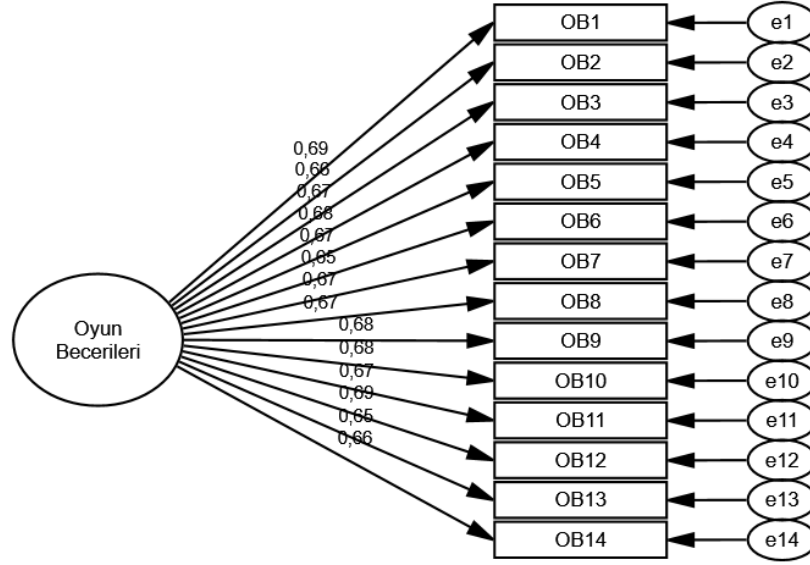 OB1
e1
OB2
e2
OB3
e3
OB4
e4
OB5
e5
OB6
e6
OB7
e7
OB8
e8
OB9
e9
OB10
e10
OB11
e11
OB12
e12
OB13
e13
OB14
e14
0,69
0,66
0,67
0,68
0,67
0,65
0,67
0,67
0,68
0,68
0,67
0,69
0,65
0,66
Oyun
Becerileri